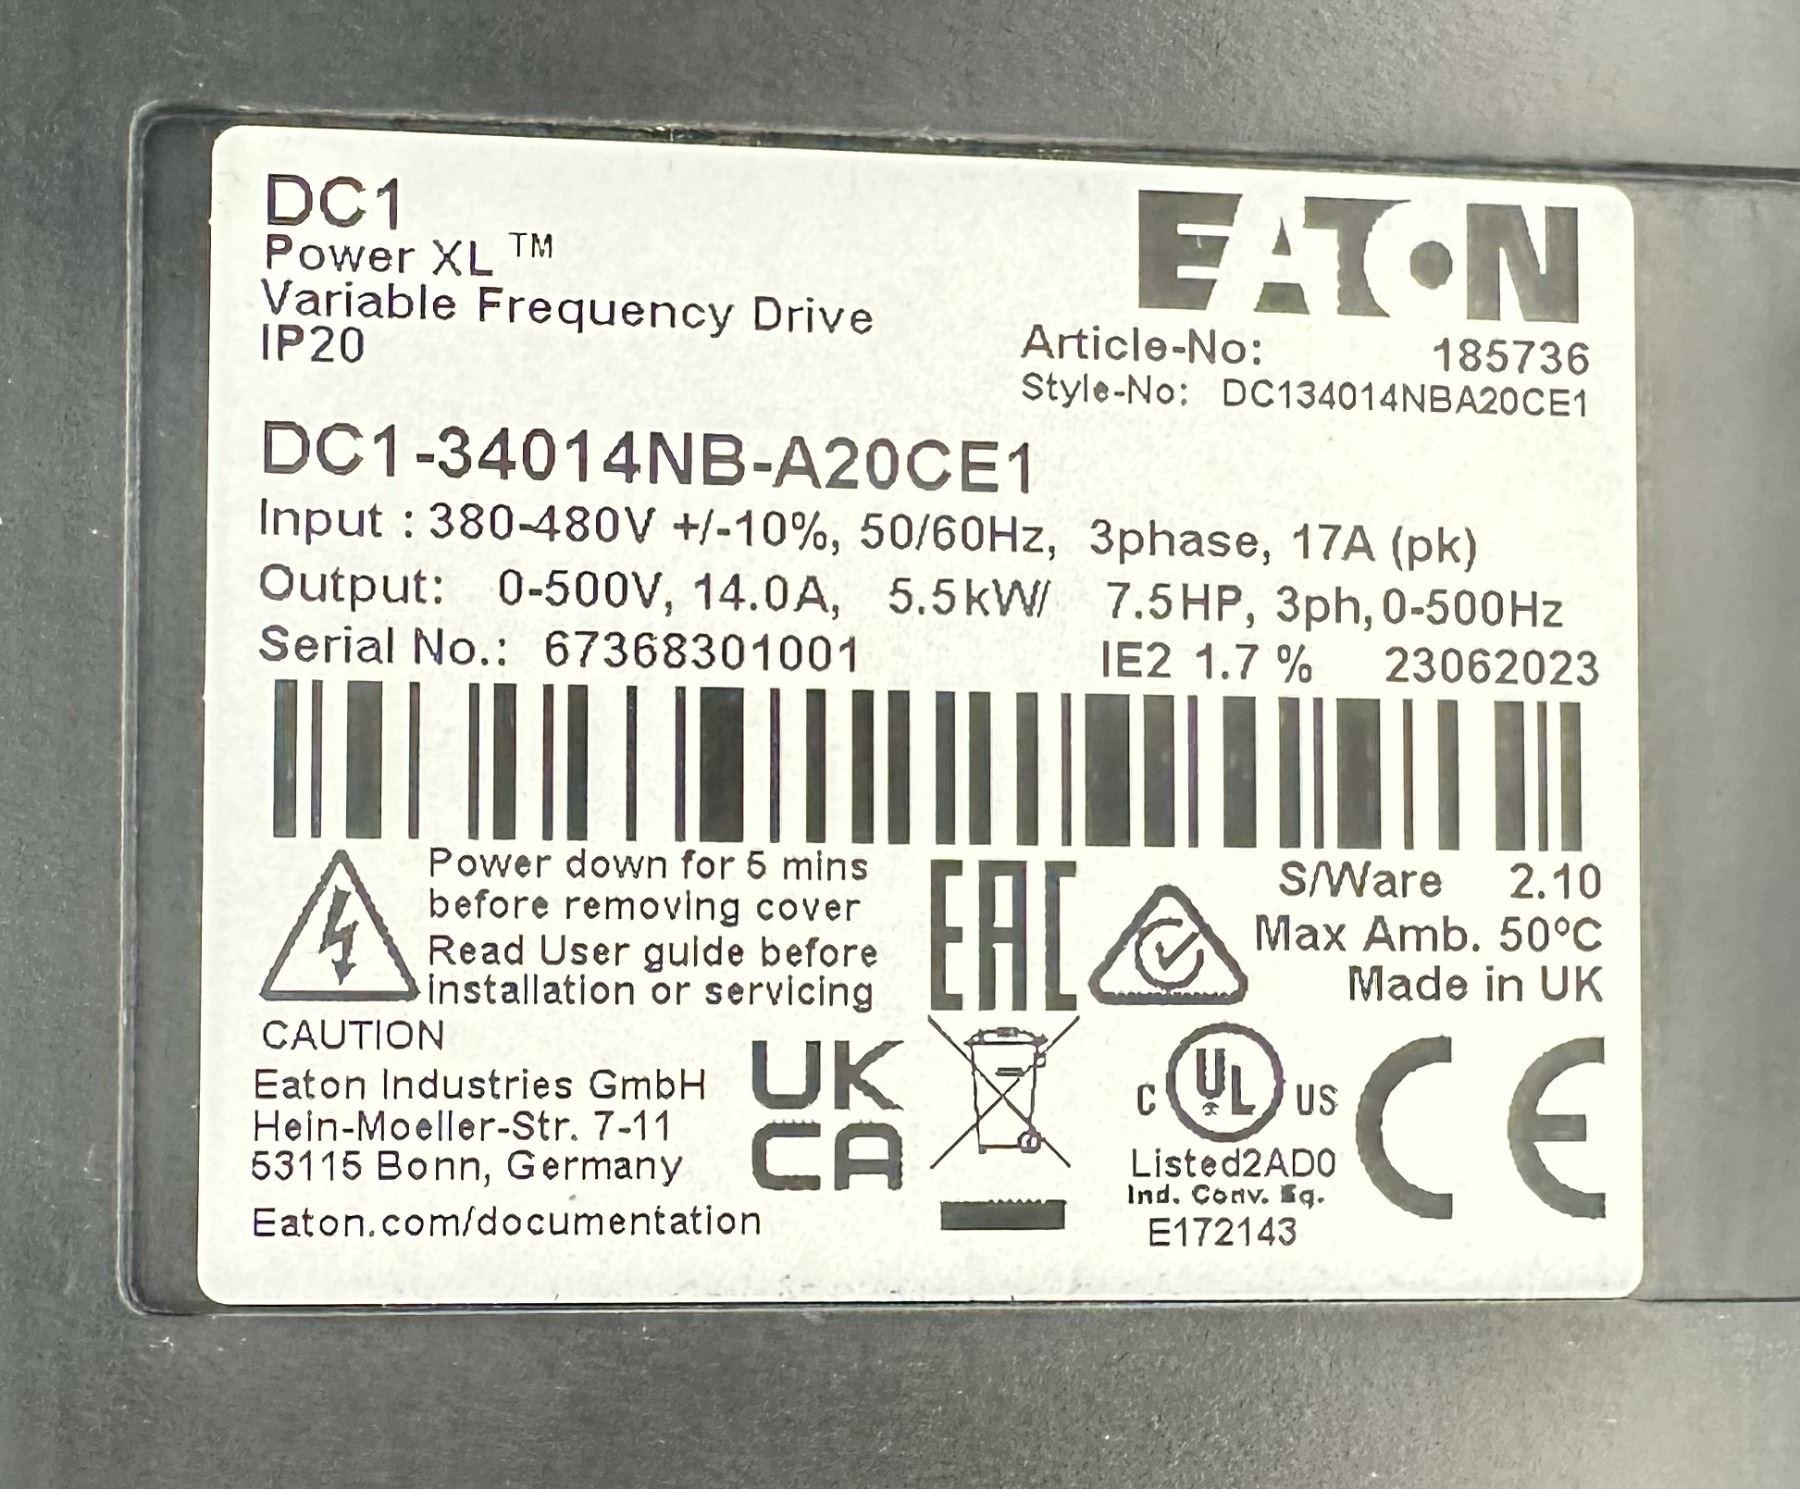 DC1
Power XL™
Variable Frequency Drive
IP20
EATON
Article-No: 185736
Style-No: DC134014NBA20CE1
DC1-34014NB-A20CE1
Input : 380-480V +/-10%, 50/60Hz, 3phase, 17A (pk)
Output: 0-500V, 14.0A, 5.5kW/ 7.5HP, 3ph, 0-500Hz
Serial No.: 67368301001 IE2 1.7 % 23062023
Power down for 5 mins
before removing cover
Read User guide before
installation or servicing
CAUTION
EAC
S/Ware 2.10
Max Amb. 50°C
Made in UK
Eaton Industries GmbH
Hein-Moeller-Str. 7-11
53115 Bonn, Germany
Eaton.com/documentation
UK
CA
C UL US
Listed2AD0
Ind. Conv. Eq.
E172143
CE